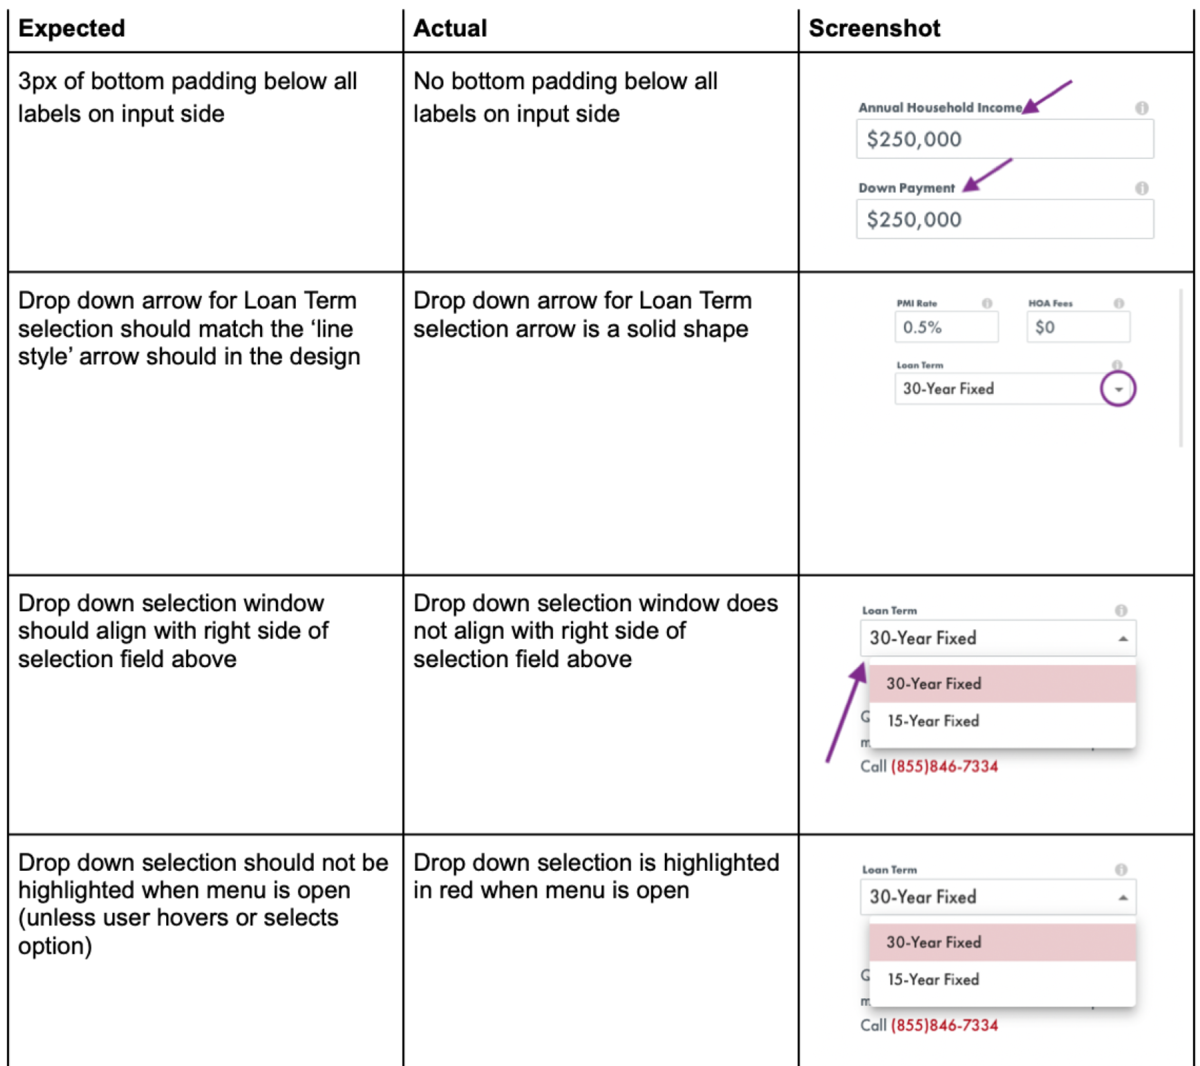 Expected
Actual
Screenshot
3px of bottom padding below all
labels on input side
No bottom padding below all
labels on input side
Annual Household Income
$250,000
Down Payment
$250,000
Drop down arrow for Loan Term
selection should match the ‘line
style’ arrow should in the design
Drop down arrow for Loan Term
selection arrow is a solid shape
PMI Rate
HOA Fees
0.5%
$0
Loan Term
30-Year Fixed
Drop down selection window
should align with right side of
selection field above
Drop down selection window does
not align with right side of
selection field above
Loan Term
30-Year Fixed
30-Year Fixed
15-Year Fixed
Call (855)846-7334
Drop down selection should not be
highlighted when menu is open
(unless user hovers or selects
option)
Drop down selection is highlighted
in red when menu is open
Loan Term
30-Year Fixed
30-Year Fixed
15-Year Fixed
Call (855)846-7334